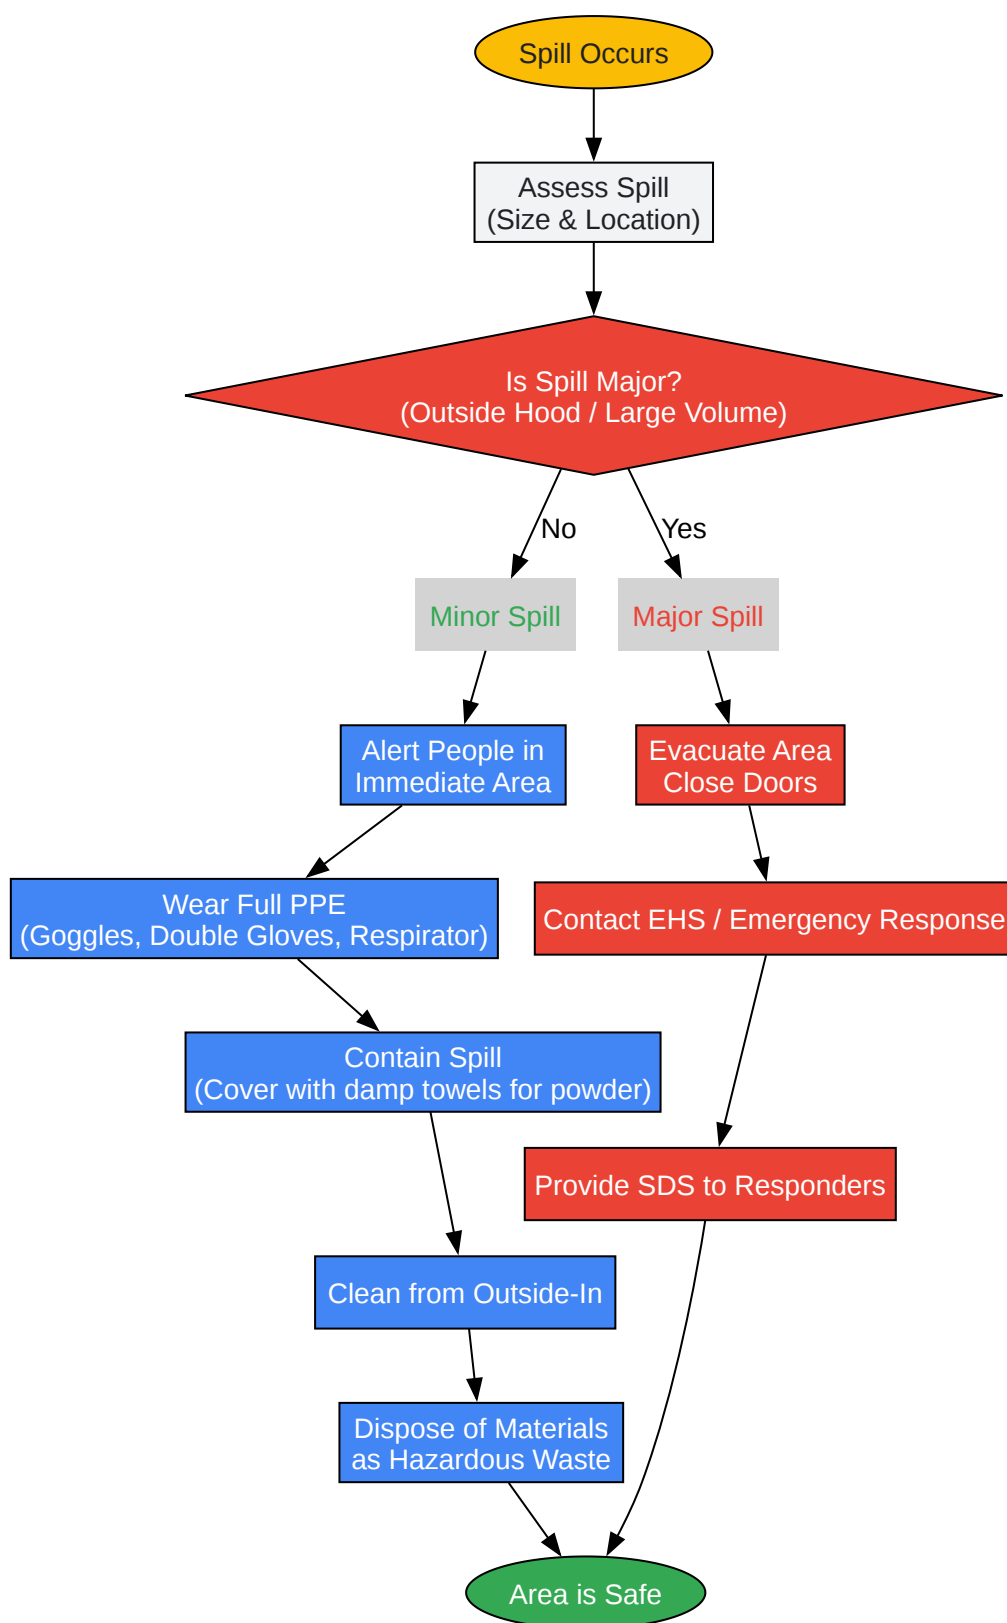 Spill Occurs
Assess Spill
(Size & Location)
Is Spill Major?
(Outside Hood / Large Volume)
No
Yes
Minor Spill
Major Spill
Alert People in
Immediate Area
Evacuate Area
Close Doors
Wear Full PPE
(Goggles, Double Gloves, Respirator)
Contact EHS / Emergency Response
Contain Spill
(Cover with damp towels for powder)
Provide SDS to Responders
Clean from Outside-In
Dispose of Materials
as Hazardous Waste
Area is Safe